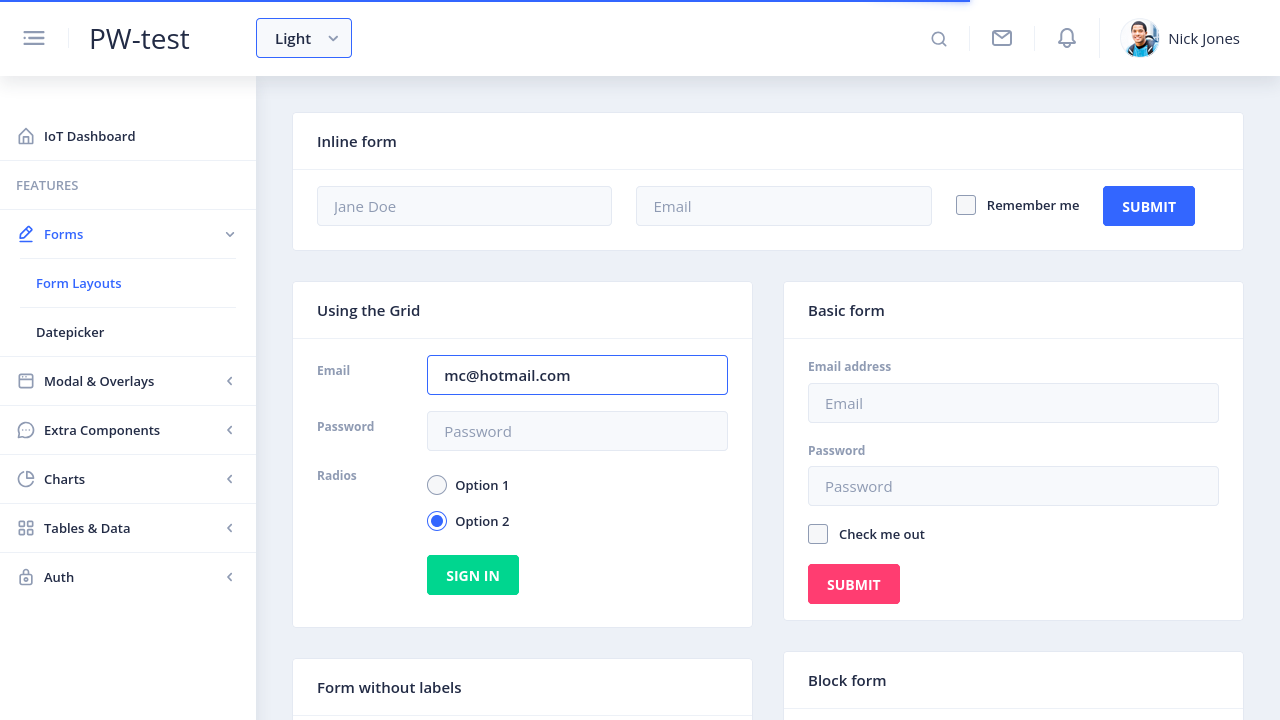 PW-test
Light
Nick Jones
IoT Dashboard
FEATURES
Forms
Form Layouts
Datepicker
Modal & Overlays
Extra Components
Charts
Tables & Data
Auth
Inline form
Jane Doe
Email
Remember me
SUBMIT
Using the Grid
Email
mc@hotmail.com
Password
Password
Radios
Option 1
Option 2
SIGN IN
Basic form
Email address
Email
Password
Password
Check me out
SUBMIT
Form without labels
Block form